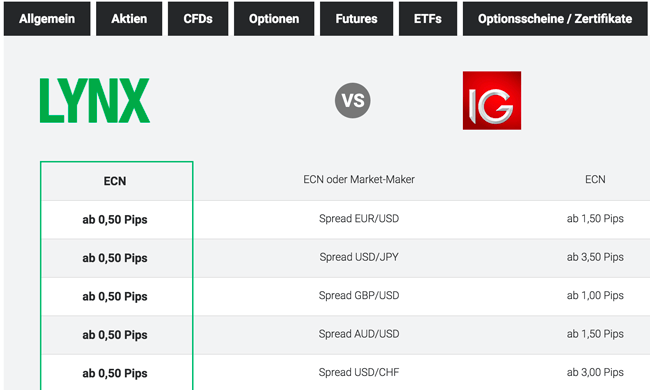 Allgemein Aktien CFDs Optionen Futures ETFs Optionsscheine / Zertifikate
LYNX VS IG
ECN ECN oder Market-Maker ECN
ab 0,50 Pips Spread EUR/USD ab 1,50 Pips
ab 0,50 Pips Spread USD/JPY ab 3,50 Pips
ab 0,50 Pips Spread GBP/USD ab 1,00 Pips
ab 0,50 Pips Spread AUD/USD ab 1,50 Pips
ab 0,50 Pips Spread USD/CHF ab 3,00 Pips